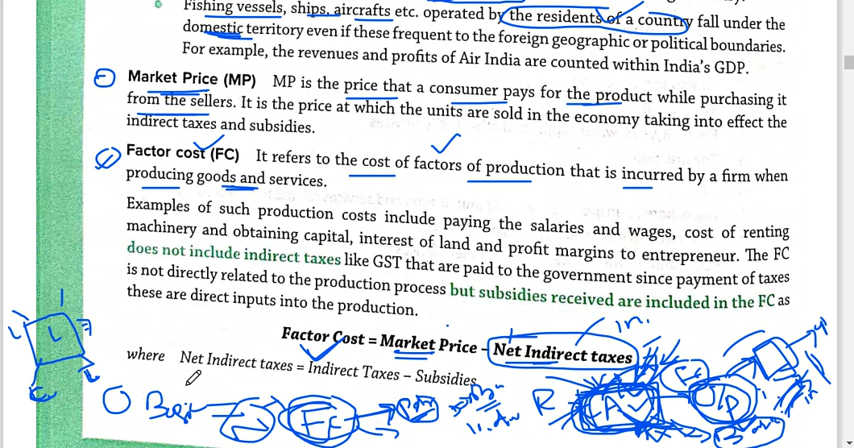 Fishing vessels, ships, aircrafts etc. operated by the residents of a country fall under the
domestic territory even if these frequent to the foreign geographic or political boundaries.
For example, the revenues and profits of Air India are counted within India's GDP.
Market Price (MP) MP is the price that a consumer pays for the product while purchasing it
from the sellers. It is the price at which the units are sold in the economy taking into effect the
indirect taxes and subsidies.
Factor cost (FC) It refers to the cost of factors of production that is incurred by a firm when
producing goods and services.
Examples of such production costs include paying the salaries and wages, cost of renting
machinery and obtaining capital, interest of land and profit margins to entrepreneur. The FC
does not include indirect taxes like GST that are paid to the government since payment of taxes
is not directly related to the production process but subsidies received are included in the FC as
these are direct inputs into the production.
in.
Factor Cost = Market Price – Net Indirect taxes
where Net Indirect taxes = Indirect Taxes – Subsidies